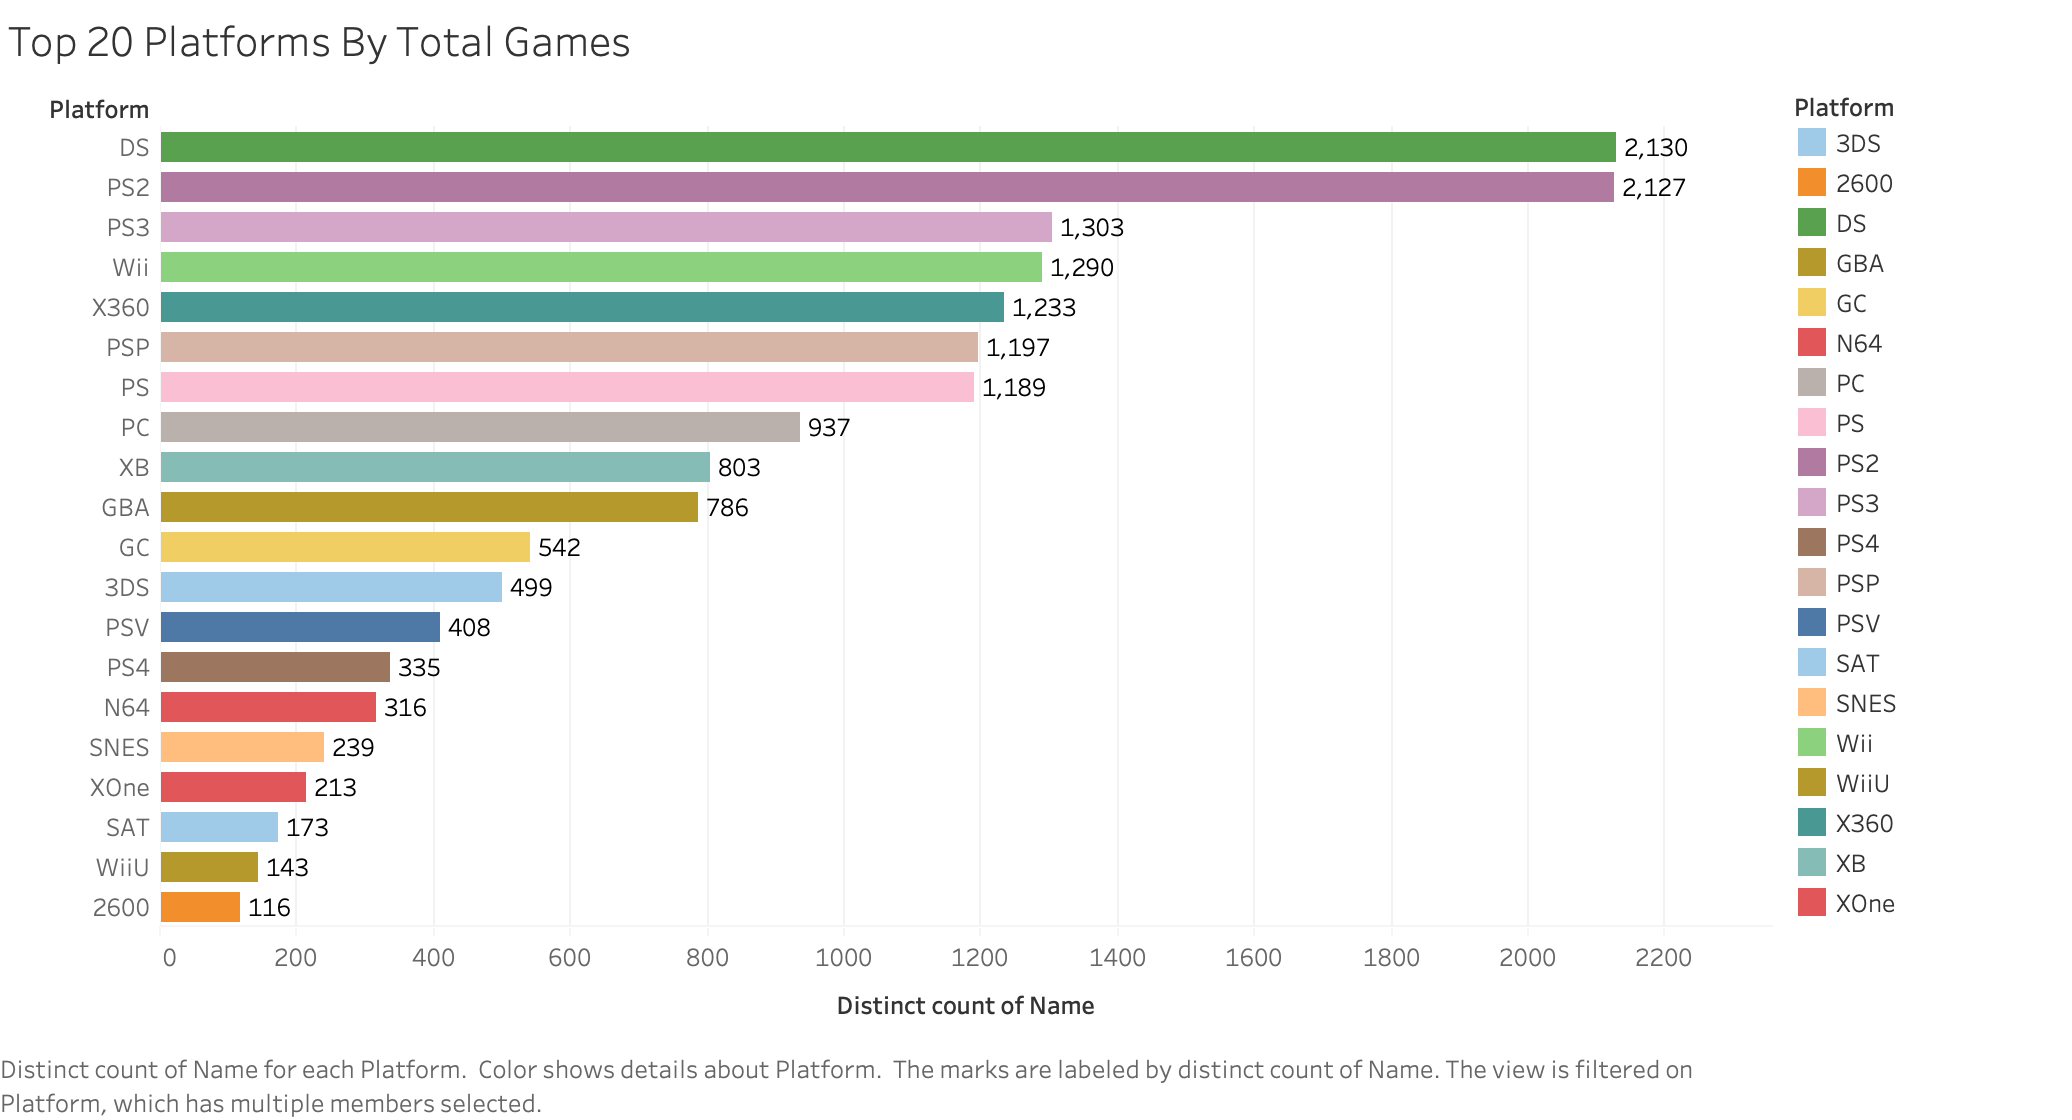 Top 20 Platforms By Total Games
Platform
DS 2,130
PS2 2,127
PS3 1,303
Wii 1,290
X360 1,233
PSP 1,197
PS 1,189
PC 937
XB 803
GBA 786
GC 542
3DS 499
PSV 408
PS4 335
N64 316
SNES 239
XOne 213
SAT 173
WiiU 143
2600 116
0 200 400 600 800 1000 1200 1400 1600 1800 2000 2200
Distinct count of Name
Platform
3DS
2600
DS
GBA
GC
N64
PC
PS
PS2
PS3
PS4
PSP
PSV
SAT
SNES
Wii
WiiU
X360
XB
XOne
Distinct count of Name for each Platform.  Color shows details about Platform.  The marks are labeled by distinct count of Name. The view is filtered on
Platform, which has multiple members selected.